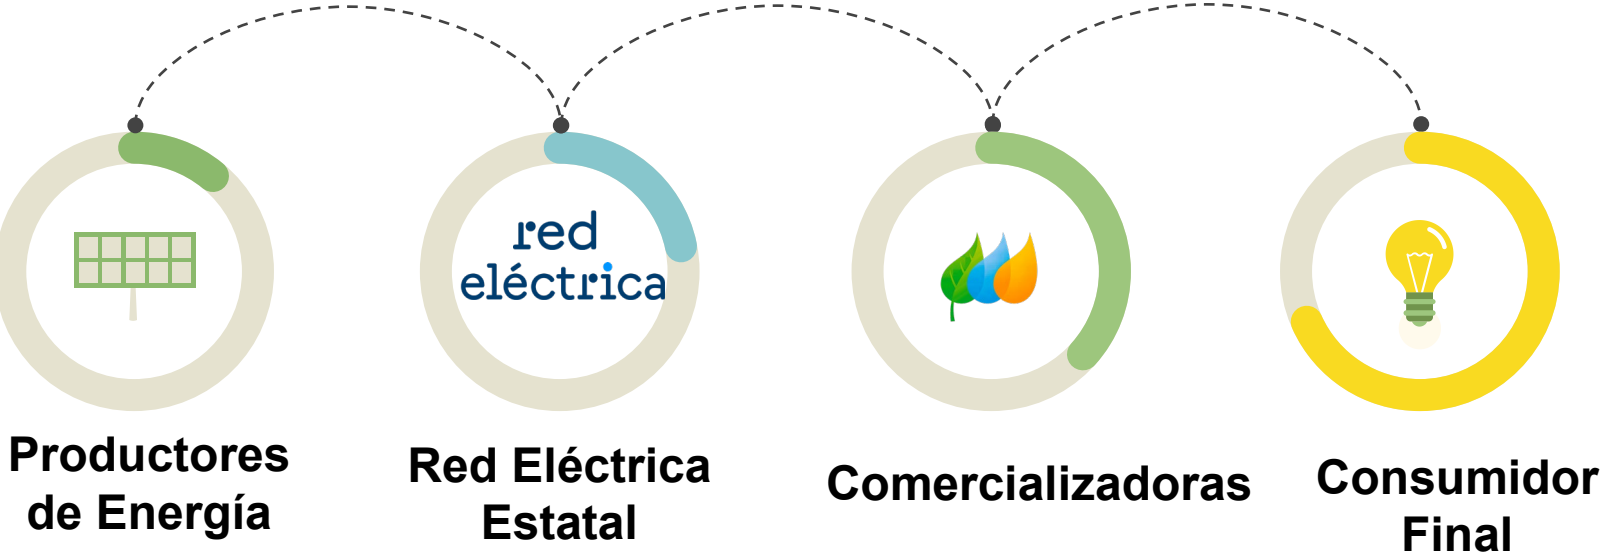 red
eléctrica
Productores
de Energía
Red Eléctrica
Estatal
Comercializadoras
Consumidor
Final